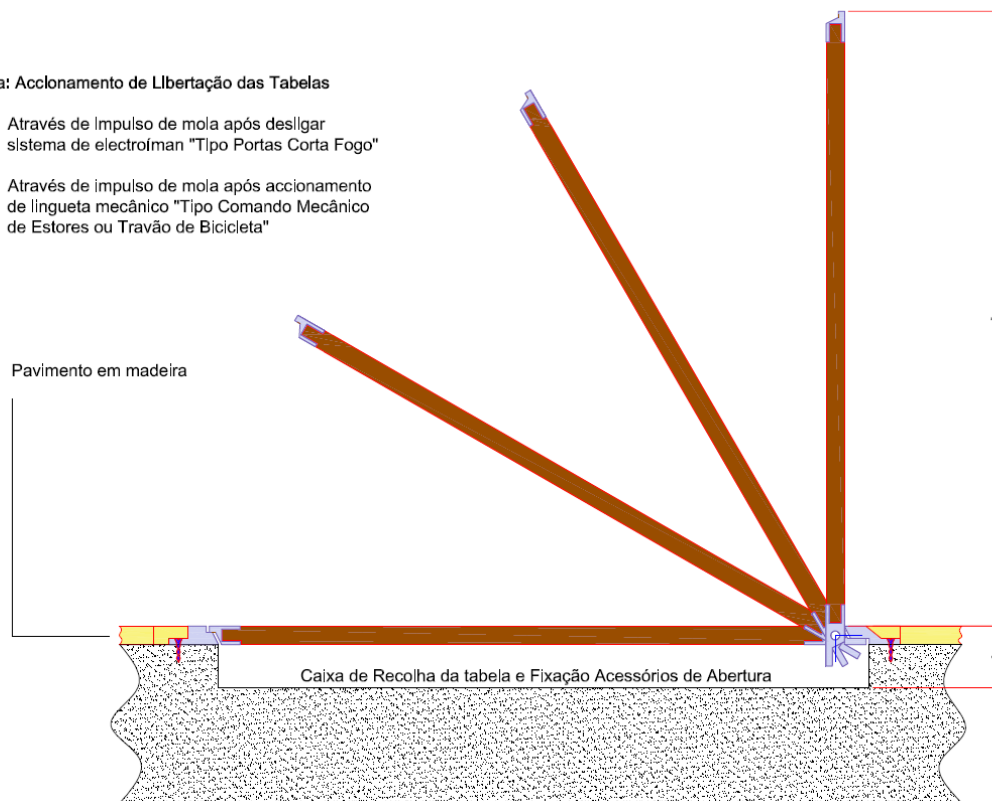 a: Accionamento de Libertação das Tabelas
Através de impulso de mola após desligar
sistema de electroíman "Tipo Portas Corta Fogo"
Através de impulso de mola após accionamento
de lingueta mecânico "Tipo Comando Mecânico
de Estores ou Travão de Bicicleta"
Pavimento em madeira
Caixa de Recolha da tabela e Fixação Acessórios de Abertura